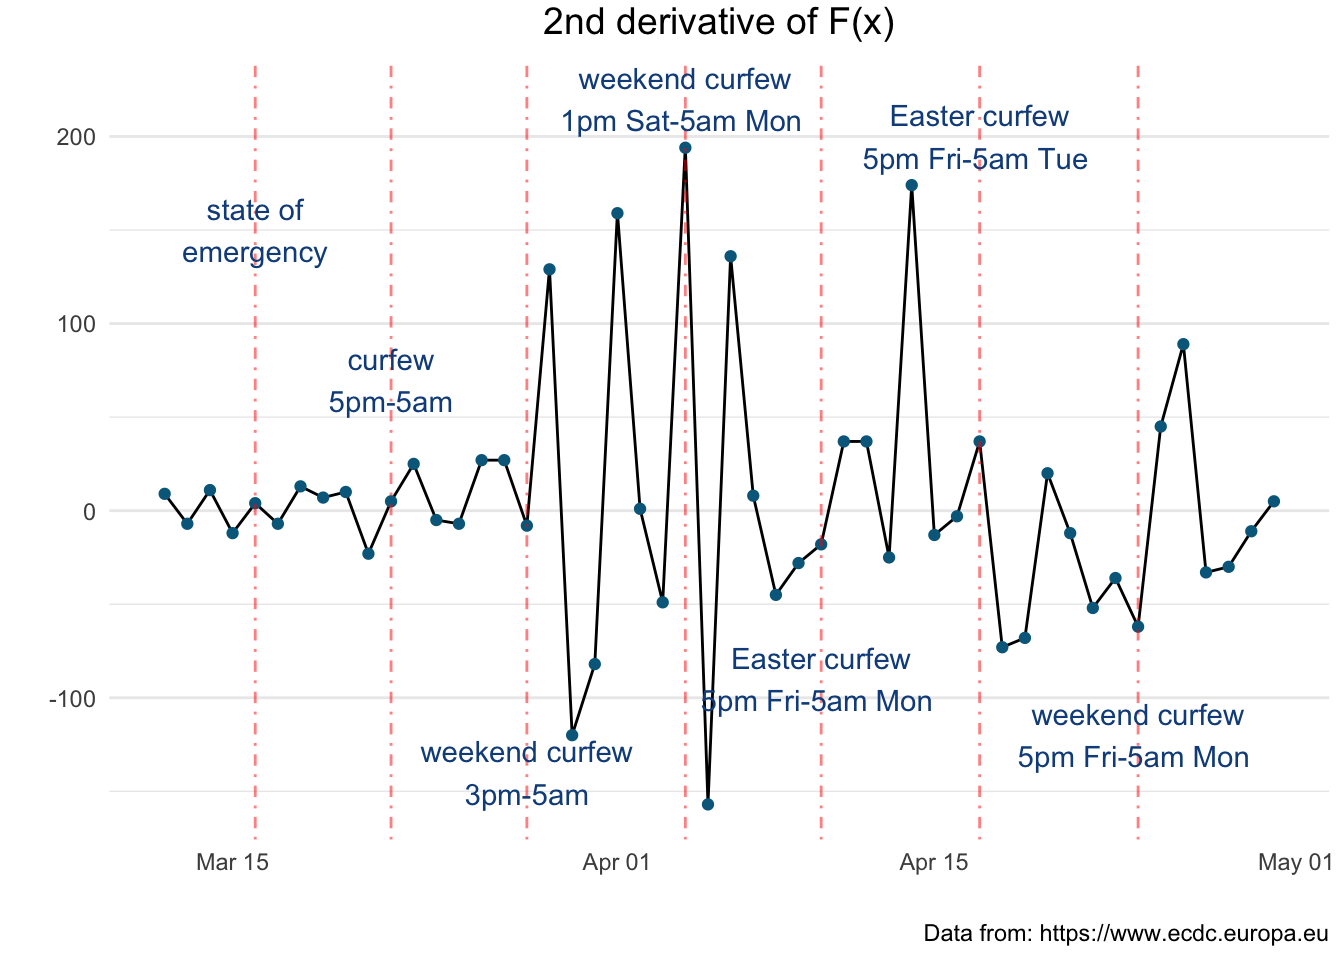 2nd derivative of F(x)
weekend curfew
1pm Sat-5am Mon
Easter curfew
5pm Fri-5am Tue
200
state of
emergency
100
curfew
5pm-5am
0
Easter curfew
5pm Fri-5am Mon
-100
weekend curfew
5pm Fri-5am Mon
weekend curfew
3pm-5am
Mar 15
Apr 01
Apr 15
May 01
Data from: https://www.ecdc.europa.eu